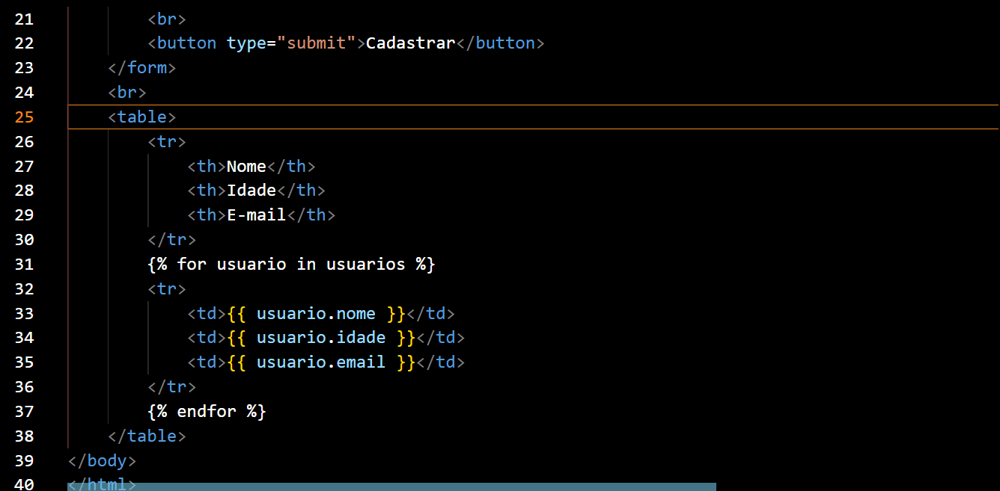 21 <br>
22 <button type="submit">Cadastrar</button>
23 </form>
24 <br>
25 <table>
26 <tr>
27 <th>Nome</th>
28 <th>Idade</th>
29 <th>E-mail</th>
30 </tr>
31 {% for usuario in usuarios %}
32 <tr>
33 <td>{{ usuario.nome }}</td>
34 <td>{{ usuario.idade }}</td>
35 <td>{{ usuario.email }}</td>
36 </tr>
37 {% endfor %}
38 </table>
39 </body>
40 </html>